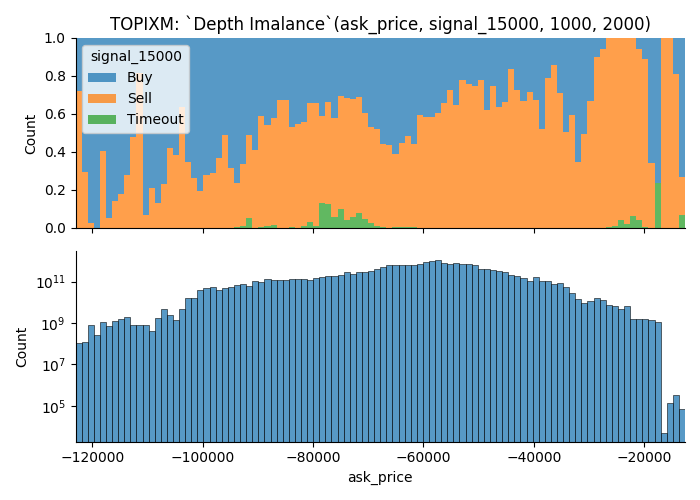 TOPIXM: `Depth Imalance`(ask_price, signal_15000, 1000, 2000)
1.0
0.8
0.6
0.4
0.2
0.0
Count
signal_15000
Buy
Sell
Timeout
10^11
10^9
10^7
10^5
Count
−120000 −100000 −80000 −60000 −40000 −20000
ask_price